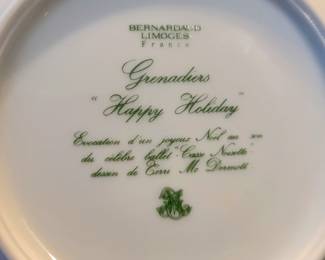 BERNARDAUD
LIMOGES
France
Grenadiers
"Happy Holiday"
Evocation d'un joyeux Noël au son
du célèbre ballet "Casse Noisette"
dessin de Terri Mc Dermott